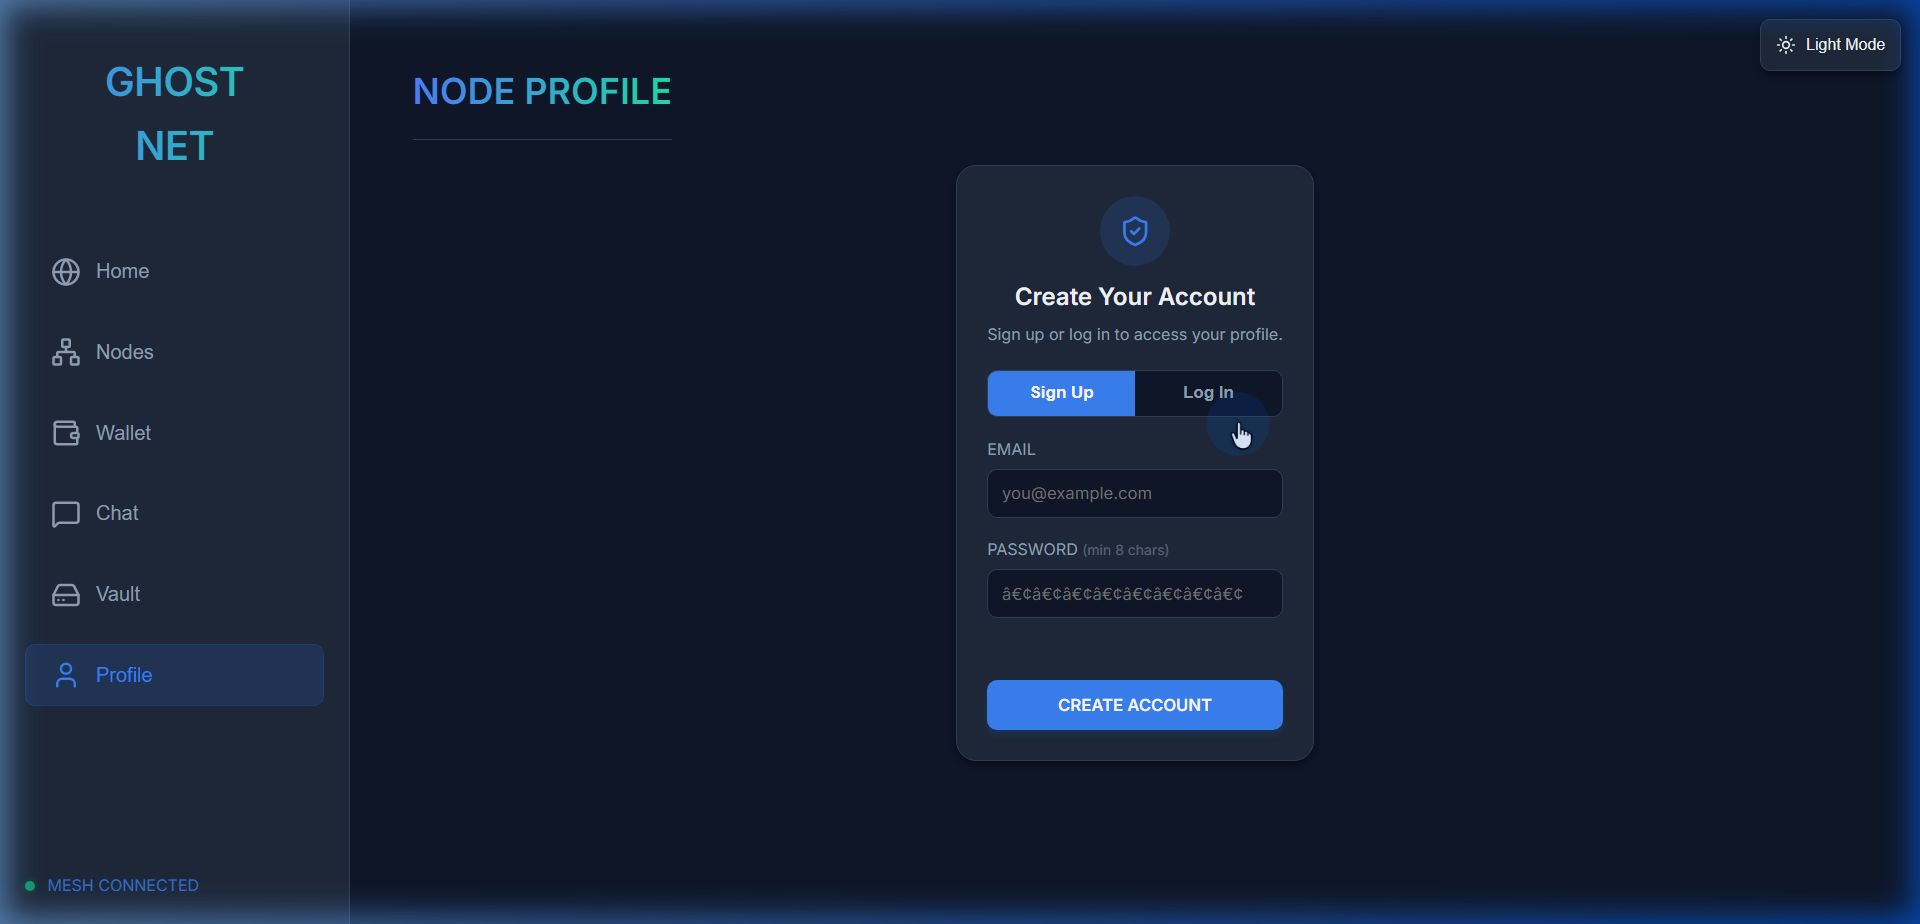 GHOST
NET
Home
Nodes
Wallet
Chat
Vault
Profile
MESH CONNECTED
Light Mode
NODE PROFILE
Create Your Account
Sign up or log in to access your profile.
Sign Up
Log In
EMAIL
you@example.com
PASSWORD (min 8 chars)
â€¢â€¢â€¢â€¢â€¢â€¢â€¢â€¢
CREATE ACCOUNT